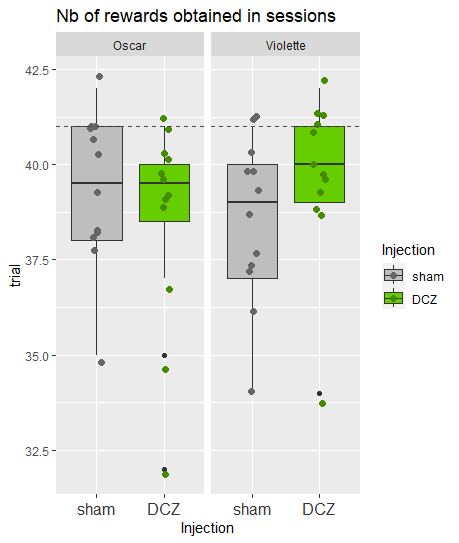 Nb of rewards obtained in sessions
Oscar
Violette
42.5
40.0
37.5
35.0
32.5
trial
sham
DCZ
sham
DCZ
Injection
Injection
sham
DCZ